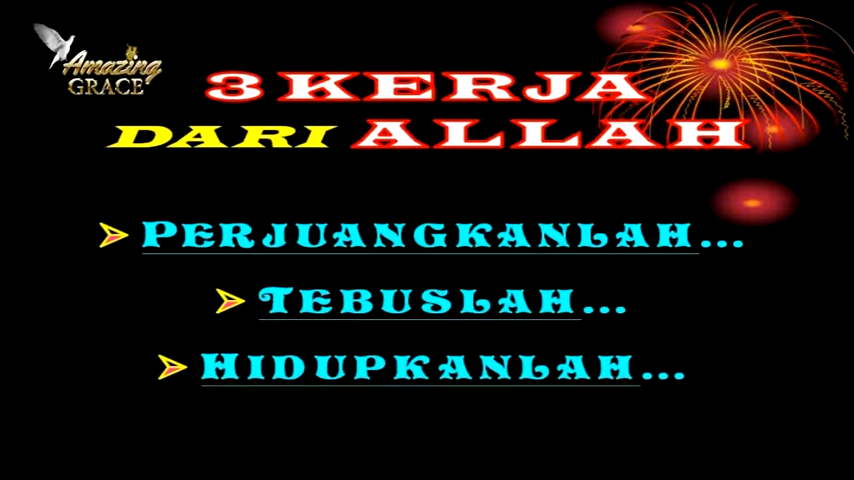 Amazing
GRACE
3 KERJA
DARI ALLAH
PERJUANGKANLAH...
TEBUSLAH...
HIDUPKANLAH...